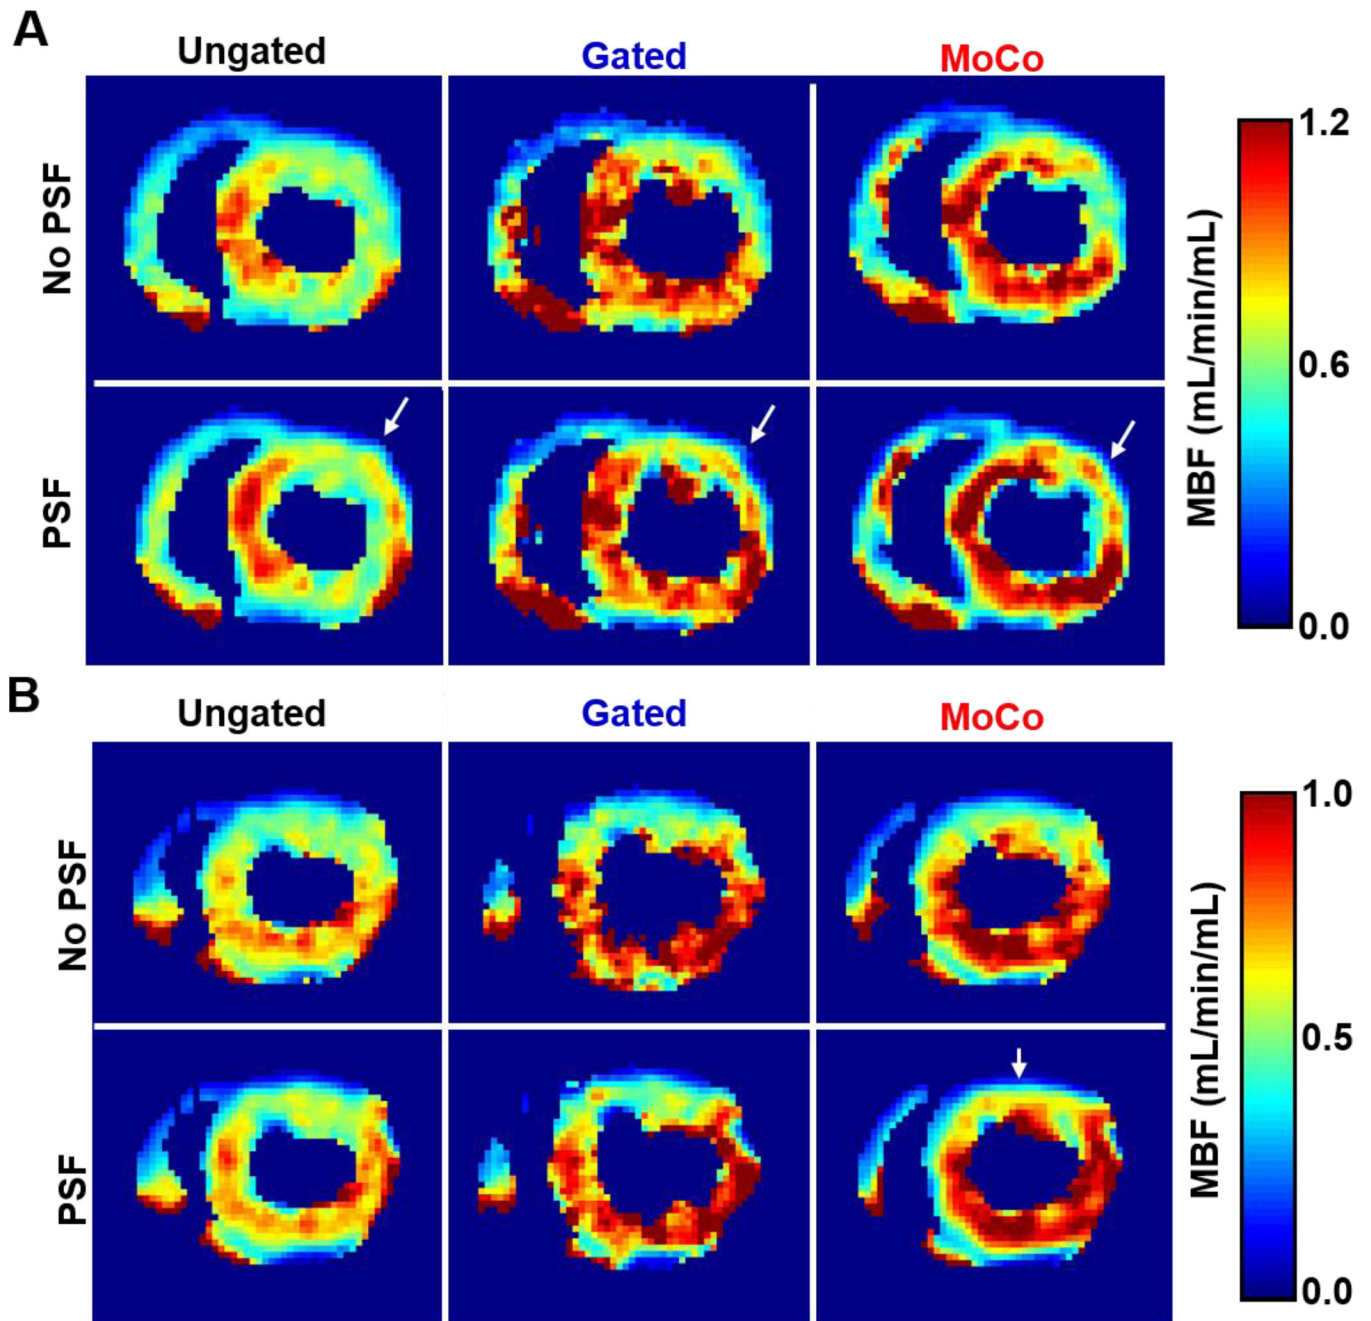 A
Ungated Gated MoCo
No PSF
PSF
1.2
0.6
0.0
MBF (mL/min/mL)
B
Ungated Gated MoCo
No PSF
PSF
1.0
0.5
0.0
MBF (mL/min/mL)